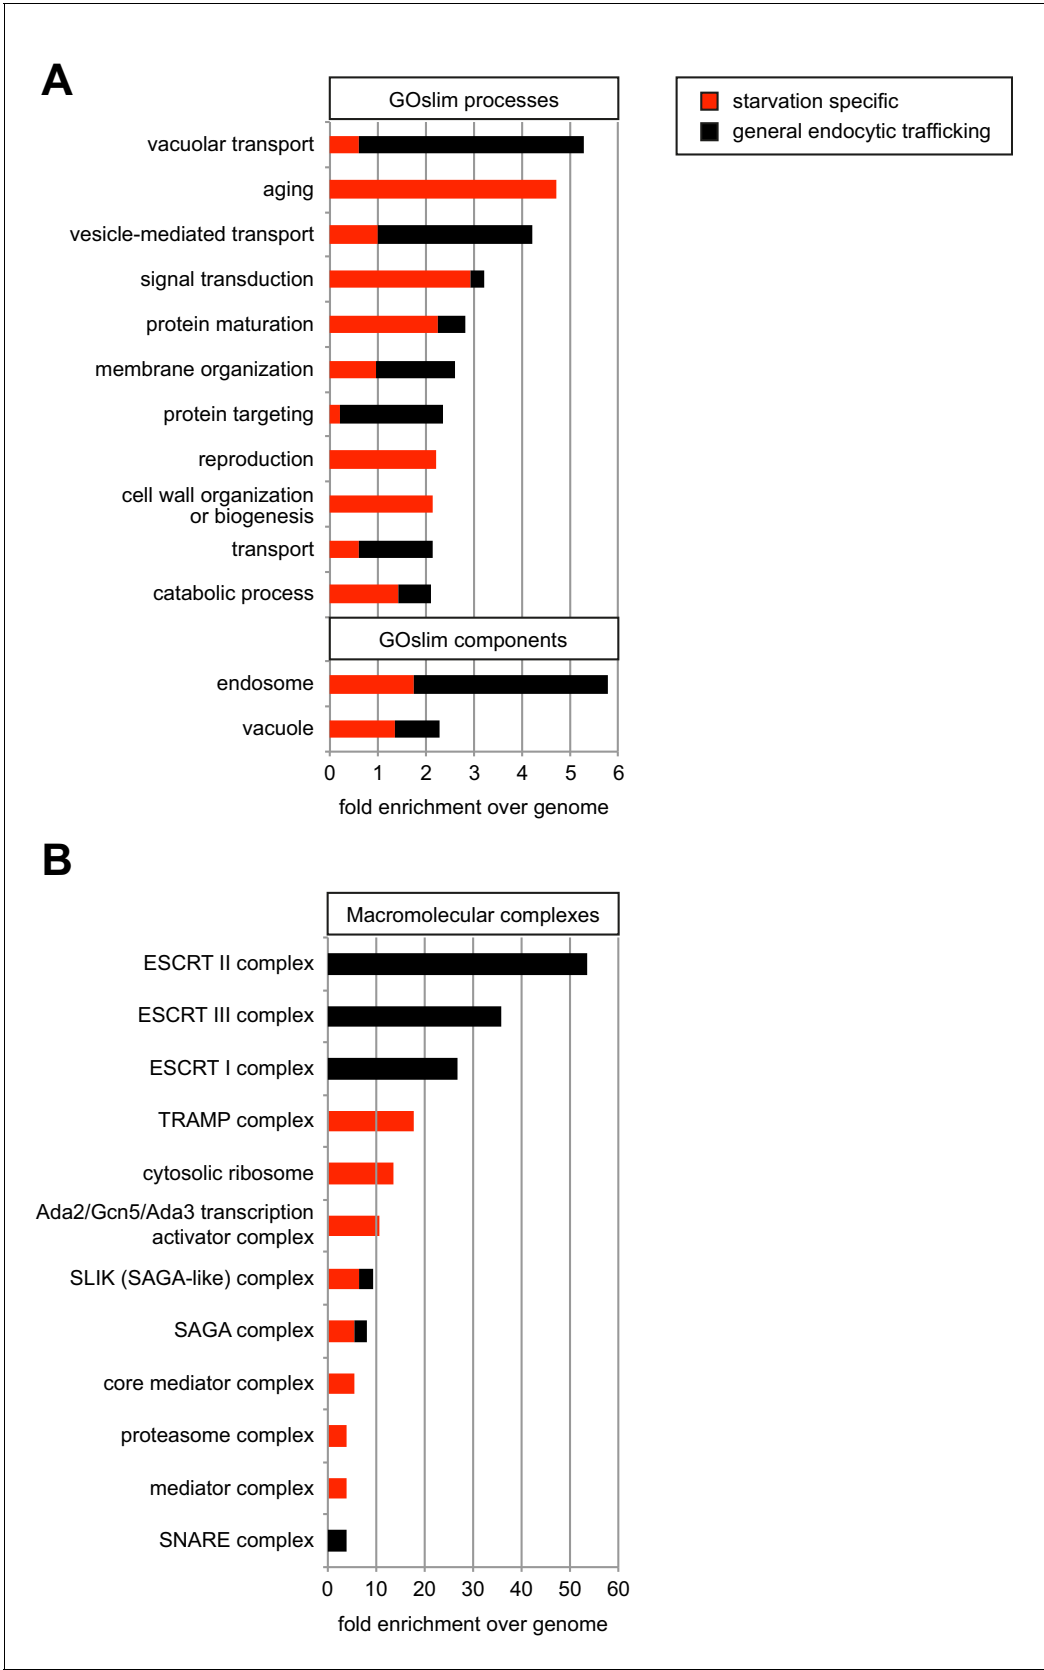 A
GOslim processes
starvation specific
general endocytic trafficking
vacuolar transport
aging
vesicle-mediated transport
signal transduction
protein maturation
membrane organization
protein targeting
reproduction
cell wall organization
or biogenesis
transport
catabolic process
GOslim components
endosome
vacuole
0 1 2 3 4 5 6
fold enrichment over genome
B
Macromolecular complexes
ESCRT II complex
ESCRT III complex
ESCRT I complex
TRAMP complex
cytosolic ribosome
Ada2/Gcn5/Ada3 transcription
activator complex
SLIK (SAGA-like) complex
SAGA complex
core mediator complex
proteasome complex
mediator complex
SNARE complex
0 10 20 30 40 50 60
fold enrichment over genome